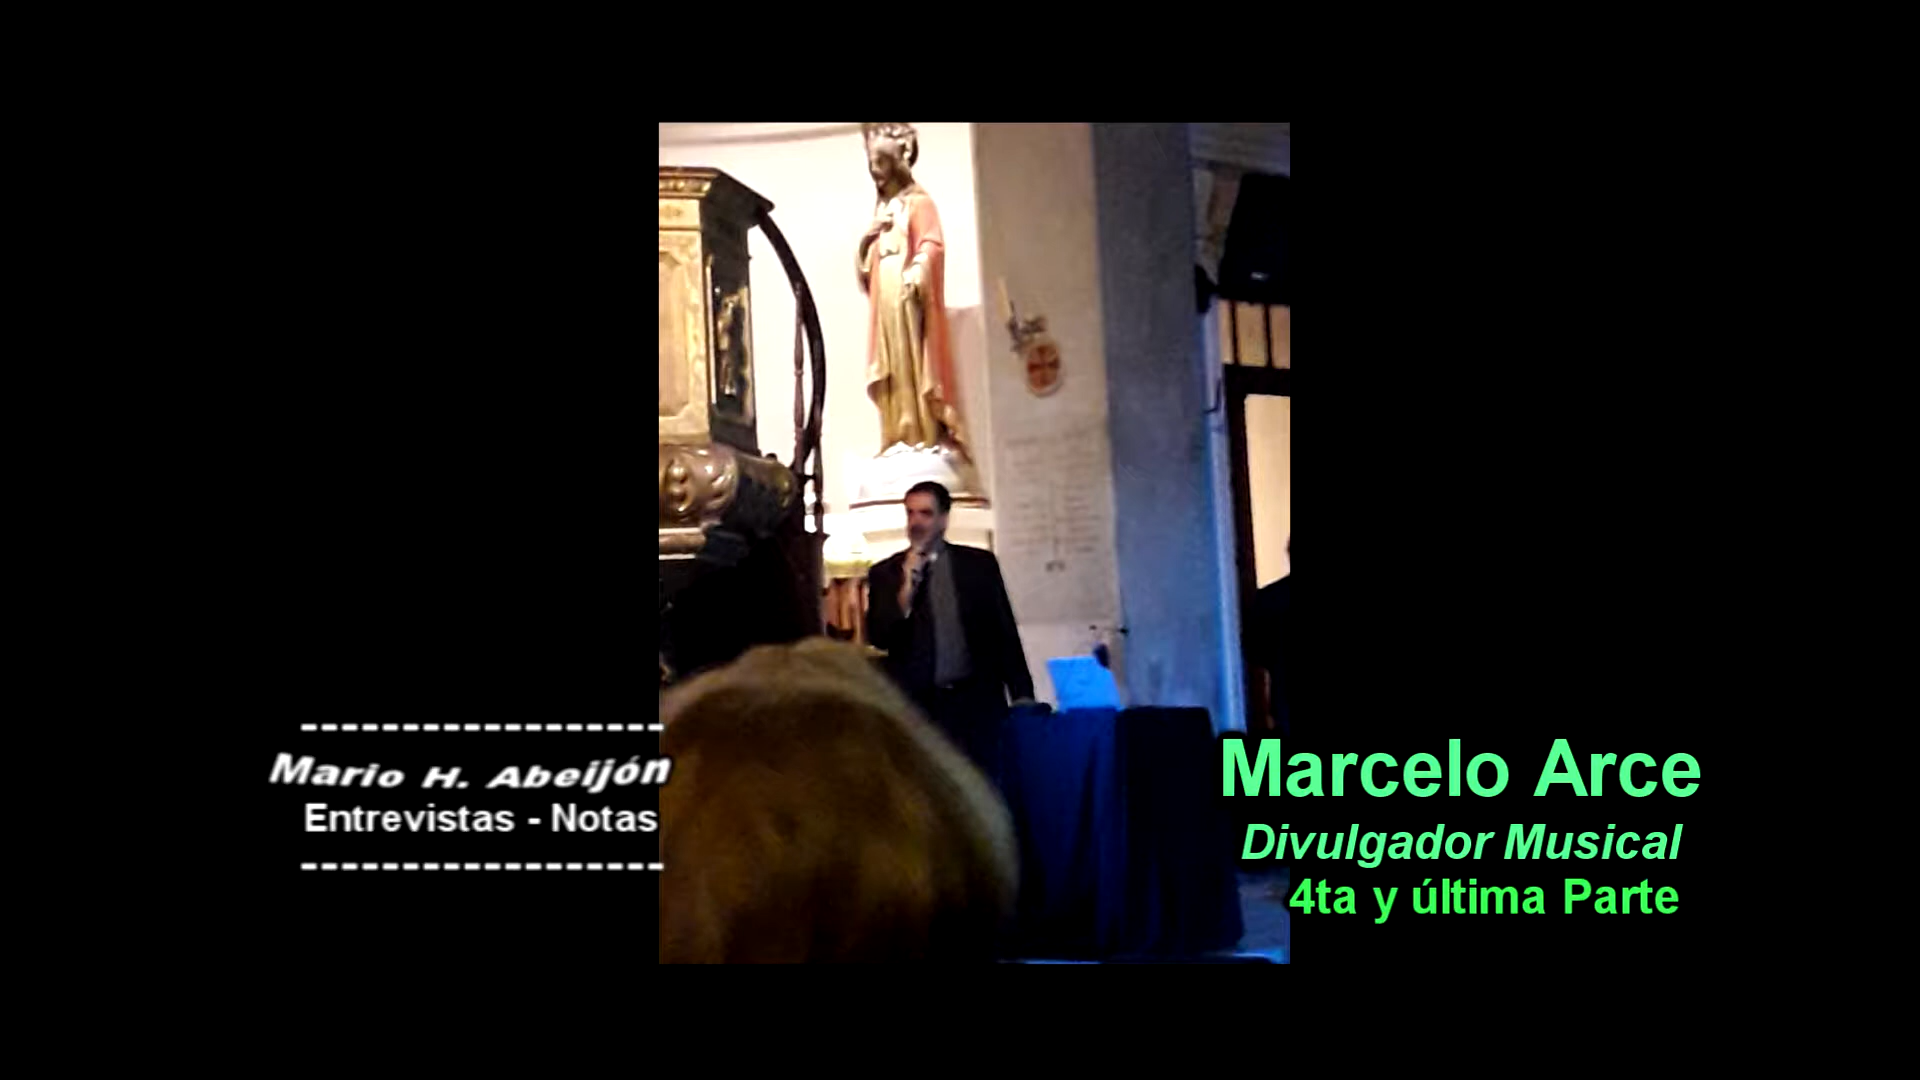 ------------------
Mario H. Abeijón
Entrevistas - Notas
------------------
Marcelo Arce
Divulgador Musical
4ta y última Parte